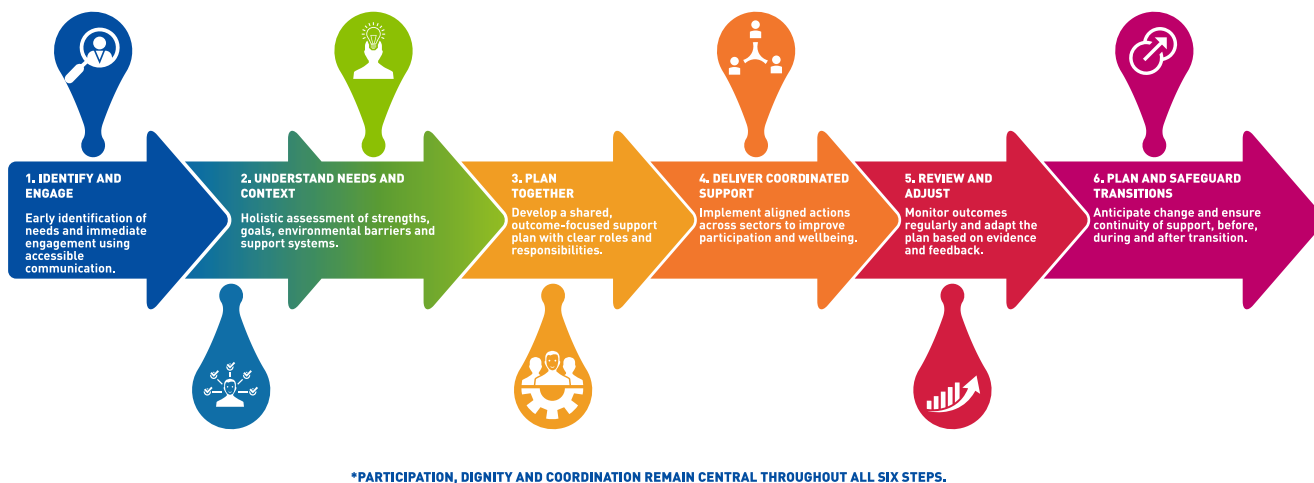 1. IDENTIFY AND
ENGAGE
Early identification of
needs and immediate
engagement using
accessible
communication.
2. UNDERSTAND NEEDS AND
CONTEXT
Holistic assessment of strengths,
goals, environmental barriers and
support systems.
3. PLAN
TOGETHER
Develop a shared,
outcome-focused support
plan with clear roles and
responsibilities.
4. DELIVER COORDINATED
SUPPORT
Implement aligned actions
across sectors to improve
participation and wellbeing.
5. REVIEW AND
ADJUST
Monitor outcomes
regularly and adapt the
plan based on evidence
and feedback.
6. PLAN AND SAFEGUARD
TRANSITIONS
Anticipate change and ensure
continuity of support, before,
during and after transition.
*PARTICIPATION, DIGNITY AND COORDINATION REMAIN CENTRAL THROUGHOUT ALL SIX STEPS.